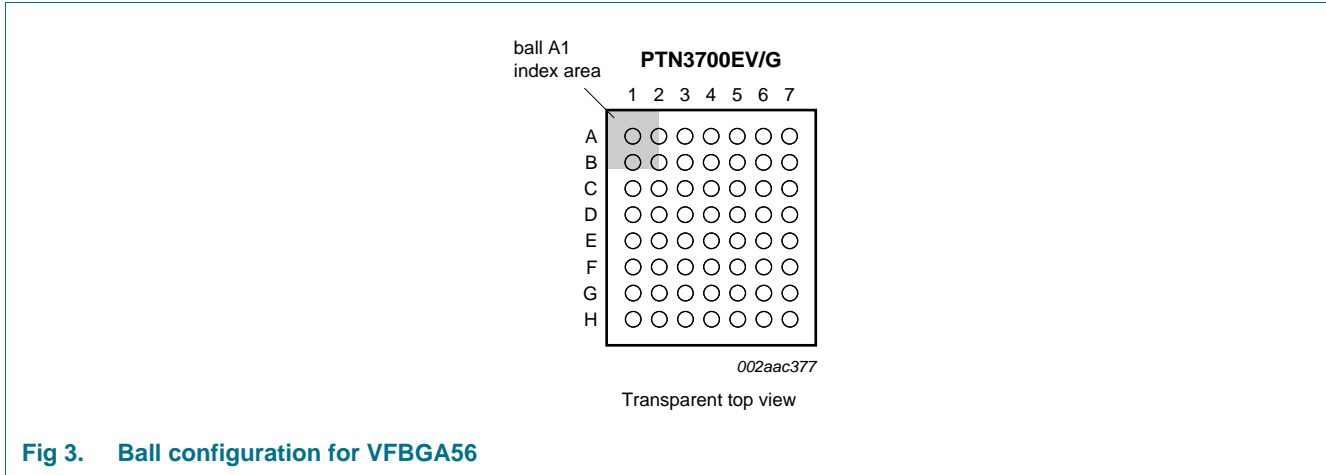 ball A1
index area
PTN3700EV/G
1 2 3 4 5 6 7
A
B
C
D
E
F
G
H
002aac377
Transparent top view
Fig 3. Ball configuration for VFBGA56